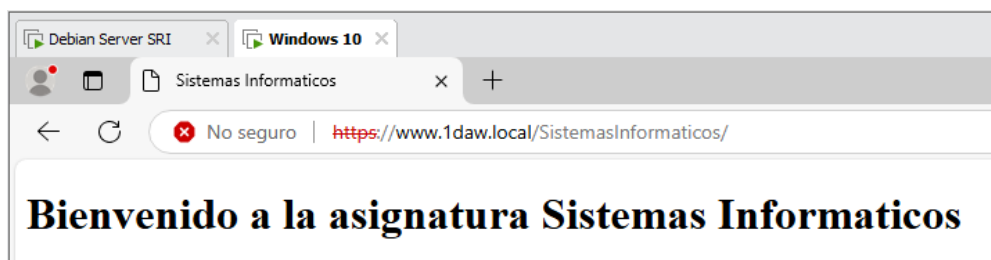 Debian Server SRI Windows 10
Sistemas Informaticos
No seguro https://www.1daw.local/SistemasInformaticos/
Bienvenido a la asignatura Sistemas Informaticos